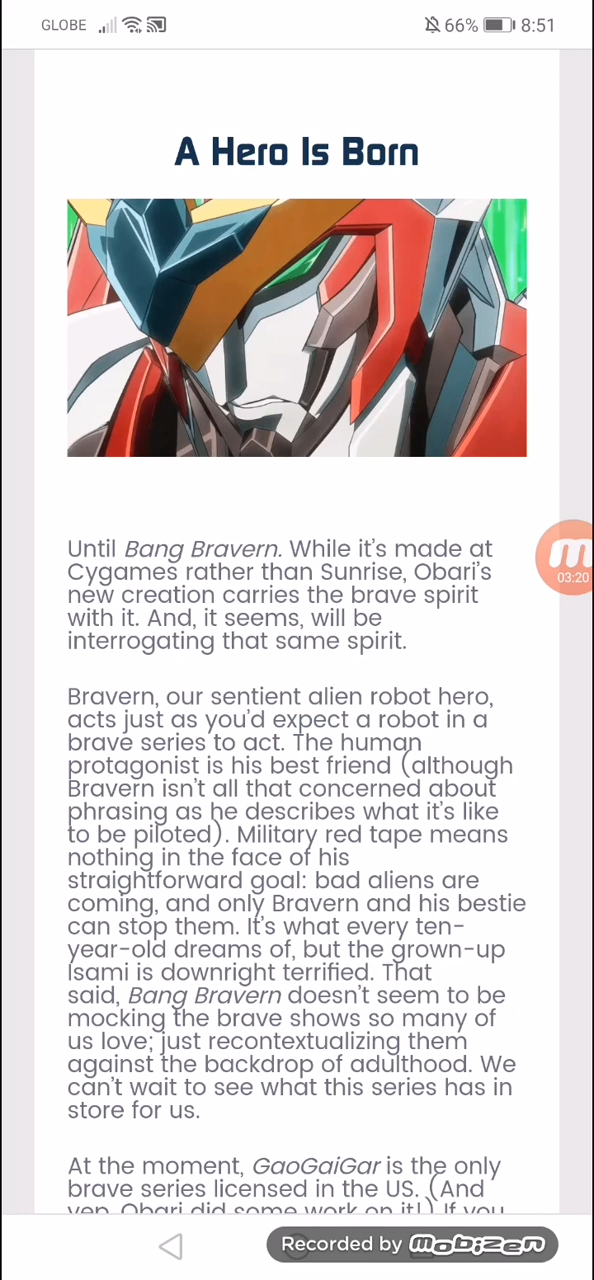 GLOBE 66% 8:51
A Hero Is Born
Until Bang Bravern. While it's made at
Cygames rather than Sunrise, Obari's
new creation carries the brave spirit
with it. And, it seems, will be
interrogating that same spirit.
03:20
Bravern, our sentient alien robot hero,
acts just as you'd expect a robot in a
brave series to act. The human
protagonist is his best friend (although
Bravern isn't all that concerned about
phrasing as he describes what it's like
to be piloted). Military red tape means
nothing in the face of his
straightforward goal: bad aliens are
coming, and only Bravern and his bestie
can stop them. It's what every ten-
year-old dreams of, but the grown-up
Isami is downright terrified. That
said, Bang Bravern doesn't seem to be
mocking the brave shows so many of
us love; just recontextualizing them
against the backdrop of adulthood. We
can't wait to see what this series has in
store for us.
At the moment, GaoGaiGar is the only
brave series licensed in the US. (And
yep, Obari did some work on it!) If you
Recorded by mobizen